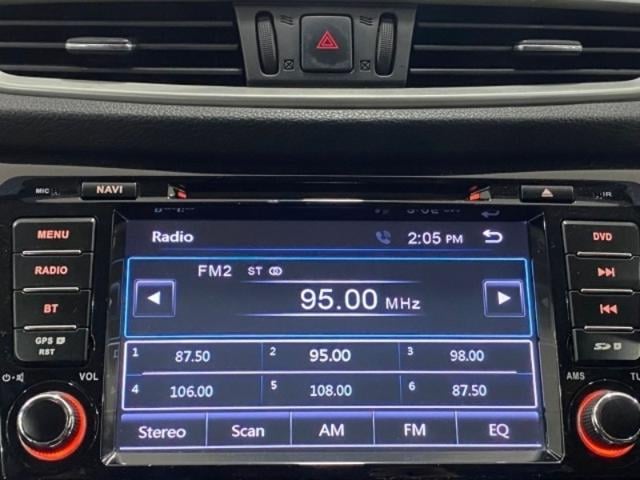 MIC NAVI IR
MENU Radio 2:05 PM DVD
FM2 ST
RADIO 95.00 MHz
BT
1 87.50 2 95.00 3 98.00
GPS
RST
4 106.00 5 108.00 6 87.50
VOL AMS TU
Stereo Scan AM FM EQ